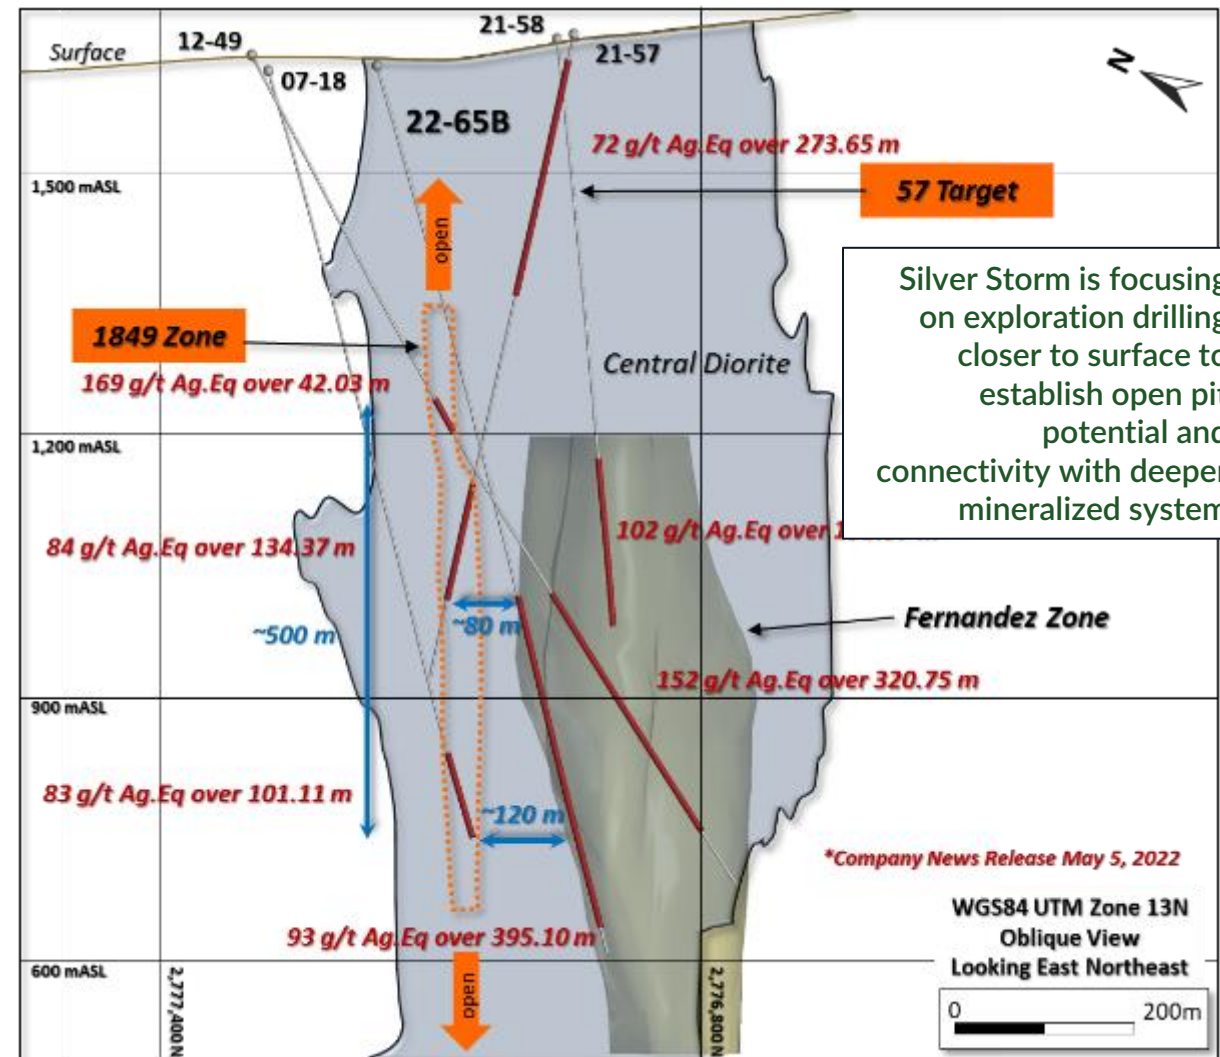 Surface
12-49
07-18
21-58
21-57
22-65B
N
72 g/t Ag.Eq over 273.65 m
1,500 mASL
57 Target
open
Silver Storm is focusing
on exploration drilling
closer to surface to
establish open pit
potential and
connectivity with deeper
mineralized system
1849 Zone
169 g/t Ag.Eq over 42.03 m
Central Diorite
1,200 mASL
84 g/t Ag.Eq over 134.37 m
102 g/t Ag.Eq over
~500 m
~80 m
Fernandez Zone
152 g/t Ag.Eq over 320.75 m
900 mASL
83 g/t Ag.Eq over 101.11 m
~120 m
*Company News Release May 5, 2022
93 g/t Ag.Eq over 395.10 m
WGS84 UTM Zone 13N
Oblique View
Looking East Northeast
600 mASL
2,777,400 N
open
2,776,800 N
0 200m